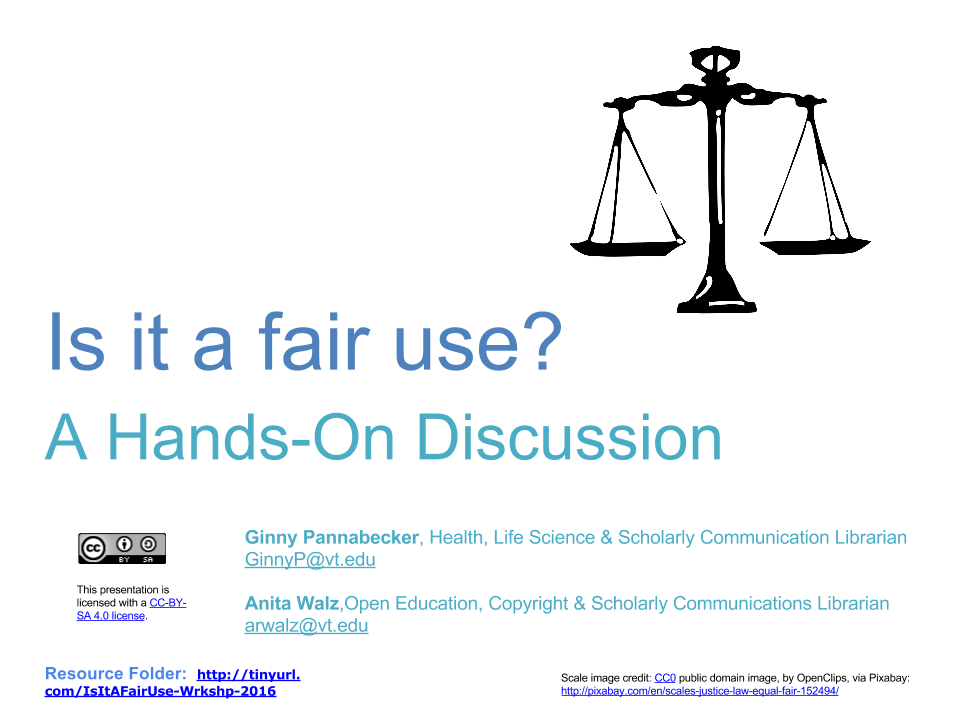 Is it a fair use?
A Hands-On Discussion
Ginny Pannabecker, Health, Life Science & Scholarly Communication Librarian
GinnyP@vt.edu
Anita Walz,Open Education, Copyright & Scholarly Communications Librarian
arwalz@vt.edu
cc
BY SA
This presentation is
licensed with a CC-BY-
SA 4.0 license.
Resource Folder: http://tinyurl.
com/IsItAFairUse-Wrkshp-2016
Scale image credit: CC0 public domain image, by OpenClips, via Pixabay:
http://pixabay.com/en/scales-justice-law-equal-fair-152494/